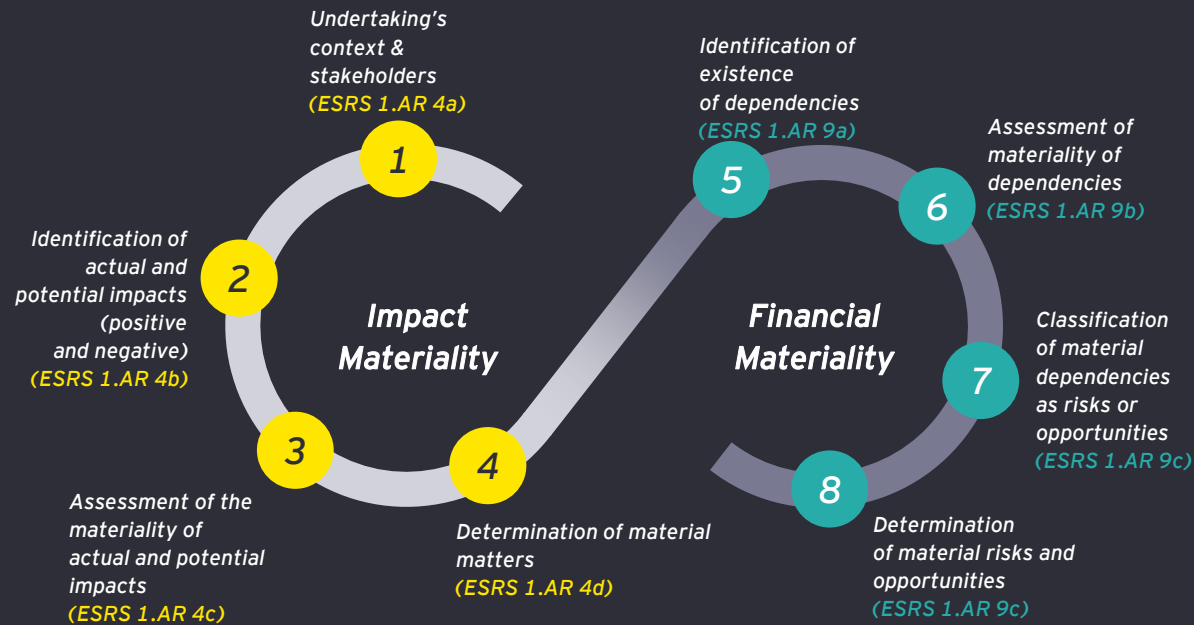 Undertaking's
context &
stakeholders
(ESRS 1.AR 4a)
1
Identification of
actual and
potential impacts
(positive
and negative)
(ESRS 1.AR 4b)
2
3
Assessment of the
materiality of
actual and potential
impacts
(ESRS 1.AR 4c)
4
Determination of material
matters
(ESRS 1.AR 4d)
Impact
Materiality
Identification of
existence
of dependencies
(ESRS 1.AR 9a)
5
Assessment of
materiality of
dependencies
(ESRS 1.AR 9b)
6
Financial
Materiality
Classification
of material
dependencies
as risks or
opportunities
(ESRS 1.AR 9c)
7
8
Determination
of material risks and
opportunities
(ESRS 1.AR 9c)